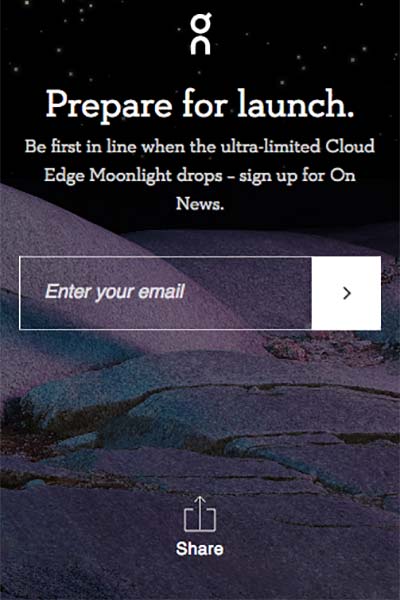 Prepare for launch.
Be first in line when the ultra-limited Cloud
Edge Moonlight drops – sign up for On
News.
Enter your email
Share